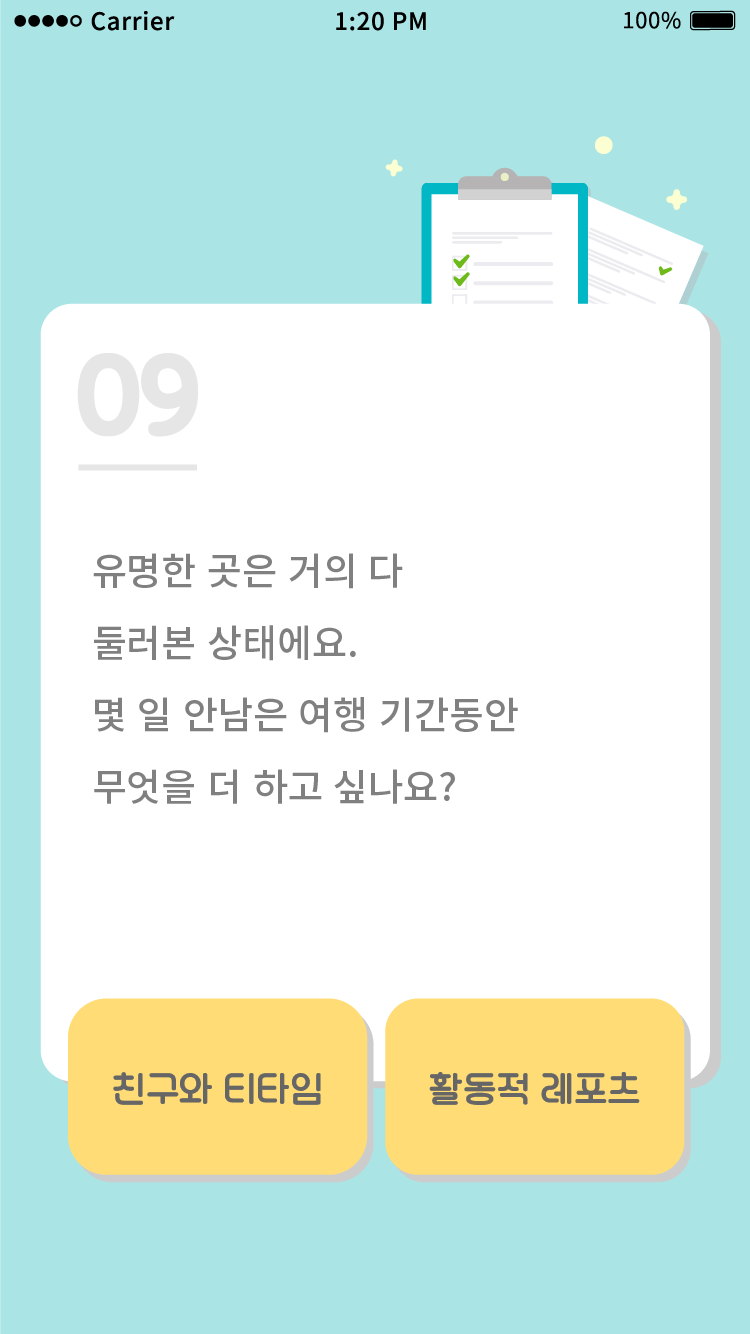 Carrier 1:20 PM 100%
09
유명한 곳은 거의 다
둘러본 상태에요.
몇 일 안남은 여행 기간동안
무엇을 더 하고 싶나요?
친구와 티타임 활동적 레포츠